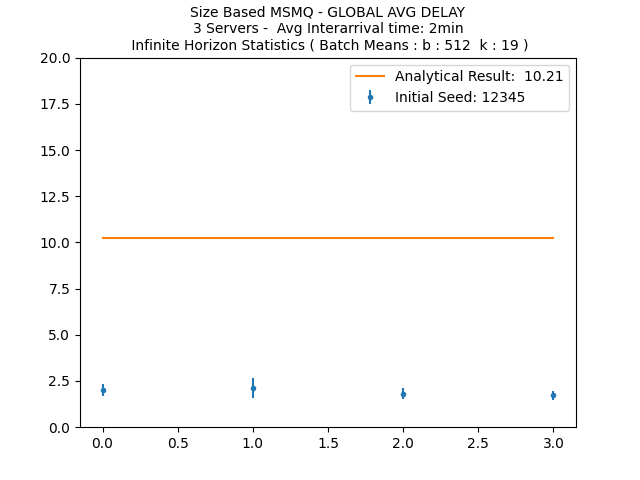 Size Based MSMQ - GLOBAL AVG DELAY
3 Servers -  Avg Interarrival time: 2min
Infinite Horizon Statistics ( Batch Means : b : 512  k : 19 )
Analytical Result:  10.21
Initial Seed: 12345
20.0
17.5
15.0
12.5
10.0
7.5
5.0
2.5
0.0
0.0 0.5 1.0 1.5 2.0 2.5 3.0